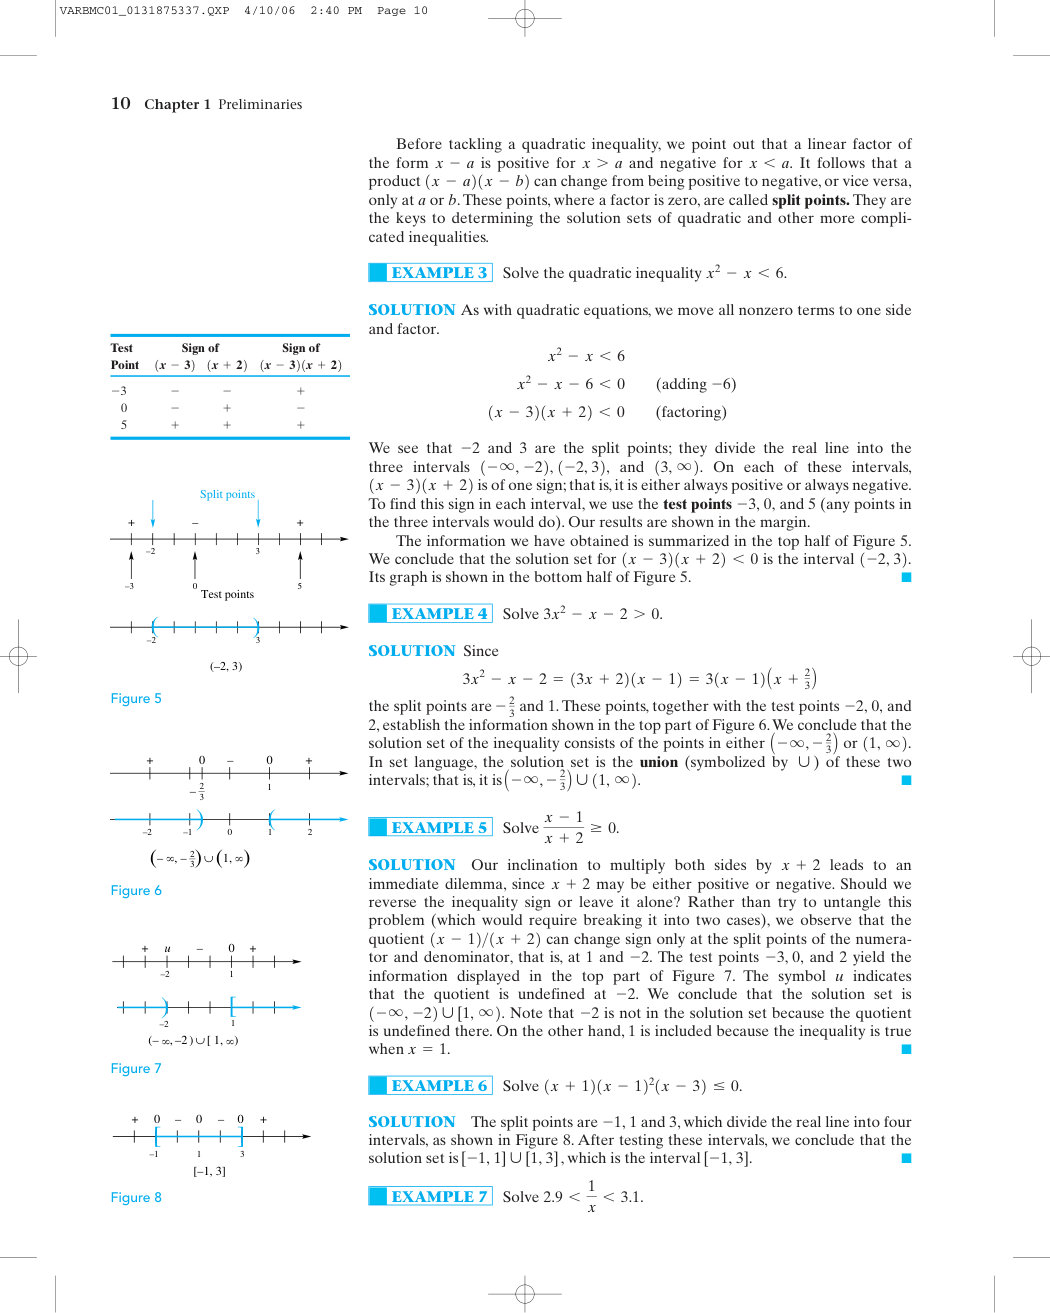 VARBMC01_0131875337.QXP 4/10/06 2:40 PM Page 10
10 Chapter 1 Preliminaries
Before tackling a quadratic inequality, we point out that a linear factor of
the form x − a is positive for x > a and negative for x < a. It follows that a
product (x − a)(x − b) can change from being positive to negative, or vice versa,
only at a or b. These points, where a factor is zero, are called split points. They are
the keys to determining the solution sets of quadratic and other more compli-
cated inequalities.
EXAMPLE 3 Solve the quadratic inequality x² − x < 6.
SOLUTION As with quadratic equations, we move all nonzero terms to one side
and factor.
x² − x < 6
x² − x − 6 < 0 (adding −6)
(x − 3)(x + 2) < 0 (factoring)
We see that −2 and 3 are the split points; they divide the real line into the
three intervals (−∞, −2), (−2, 3), and (3, ∞). On each of these intervals,
(x − 3)(x + 2) is of one sign; that is, it is either always positive or always negative.
To find this sign in each interval, we use the test points −3, 0, and 5 (any points in
the three intervals would do). Our results are shown in the margin.
The information we have obtained is summarized in the top half of Figure 5.
We conclude that the solution set for (x − 3)(x + 2) < 0 is the interval (−2, 3).
Its graph is shown in the bottom half of Figure 5.
EXAMPLE 4 Solve 3x² − x − 2 > 0.
SOLUTION Since
3x² − x − 2 = (3x + 2)(x − 1) = 3(x − 1)(x + 2/3)
the split points are −2/3 and 1. These points, together with the test points −2, 0, and
2, establish the information shown in the top part of Figure 6. We conclude that the
solution set of the inequality consists of the points in either (−∞, −2/3) or (1, ∞).
In set language, the solution set is the union (symbolized by ∪) of these two
intervals; that is, it is (−∞, −2/3) ∪ (1, ∞).
EXAMPLE 5 Solve (x − 1)/(x + 2) ≥ 0.
SOLUTION Our inclination to multiply both sides by x + 2 leads to an
immediate dilemma, since x + 2 may be either positive or negative. Should we
reverse the inequality sign or leave it alone? Rather than try to untangle this
problem (which would require breaking it into two cases), we observe that the
quotient (x − 1)/(x + 2) can change sign only at the split points of the numera-
tor and denominator, that is, at 1 and −2. The test points −3, 0, and 2 yield the
information displayed in the top part of Figure 7. The symbol u indicates
that the quotient is undefined at −2. We conclude that the solution set is
(−∞, −2) ∪ [1, ∞). Note that −2 is not in the solution set because the quotient
is undefined there. On the other hand, 1 is included because the inequality is true
when x = 1.
EXAMPLE 6 Solve (x + 1)(x − 1)²(x − 3) ≤ 0.
SOLUTION The split points are −1, 1 and 3, which divide the real line into four
intervals, as shown in Figure 8. After testing these intervals, we conclude that the
solution set is [−1, 1] ∪ [1, 3], which is the interval [−1, 3].
EXAMPLE 7 Solve 2.9 < 1/x < 3.1.
Test Sign of Sign of
Point (x − 3) (x + 2) (x − 3)(x + 2)
−3 − − +
0 − + −
5 + + +
Split points
+ − +
−2 3
−3 0 5
Test points
−2 3
(−2, 3)
Figure 5
+ 0 − 0 +
−2/3 1
−2 −1 0 1 2
(−∞, −2/3) ∪ (1, ∞)
Figure 6
+ u − 0 +
−2 1
−2 1
(−∞, −2) ∪ [1, ∞)
Figure 7
+ 0 − 0 − 0 +
−1 1 3
[−1, 3]
Figure 8